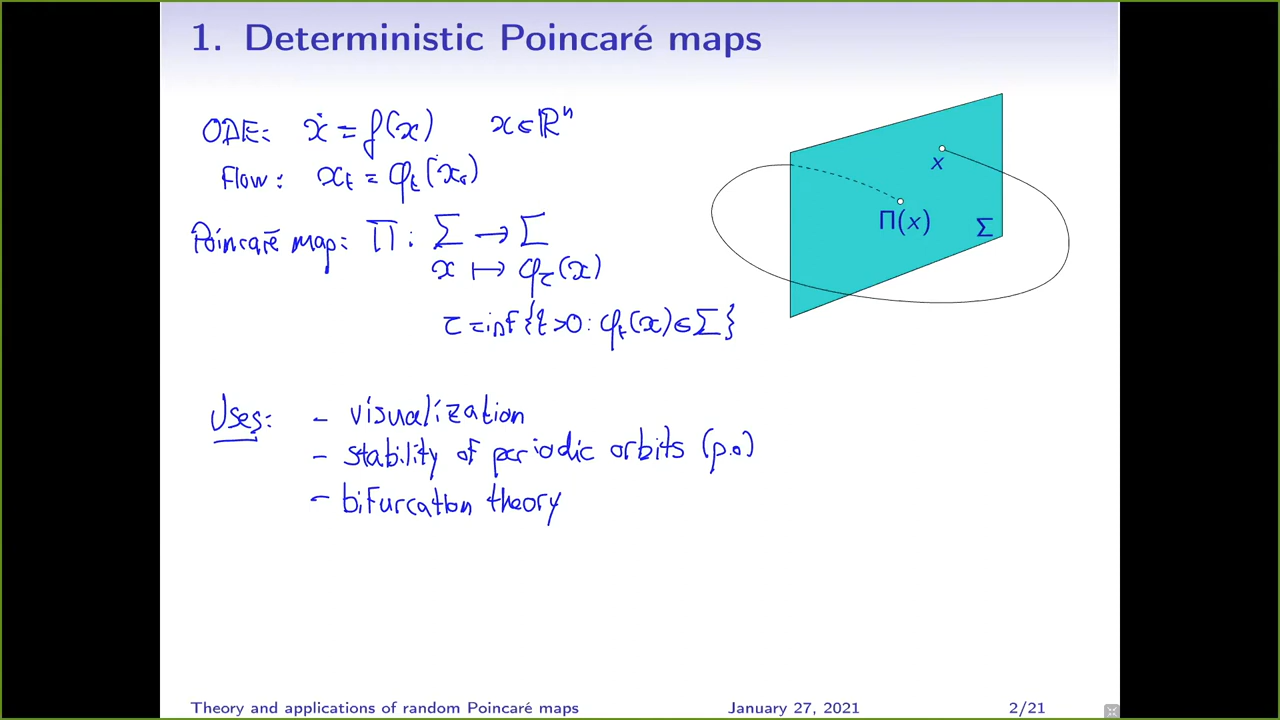 1. Deterministic Poincaré maps
ODE: ẋ = f(x) x ∈ ℝⁿ
Flow: xₜ = φₜ(x₀)
Poincaré map: Π: Σ → Σ
x ↦ φ_τ(x)
τ = inf{t > 0: φₜ(x) ∈ Σ}
x
Π(x)
Σ
Uses: - visualization
- stability of periodic orbits (p.o)
- bifurcation theory
Theory and applications of random Poincaré maps January 27, 2021 2/21